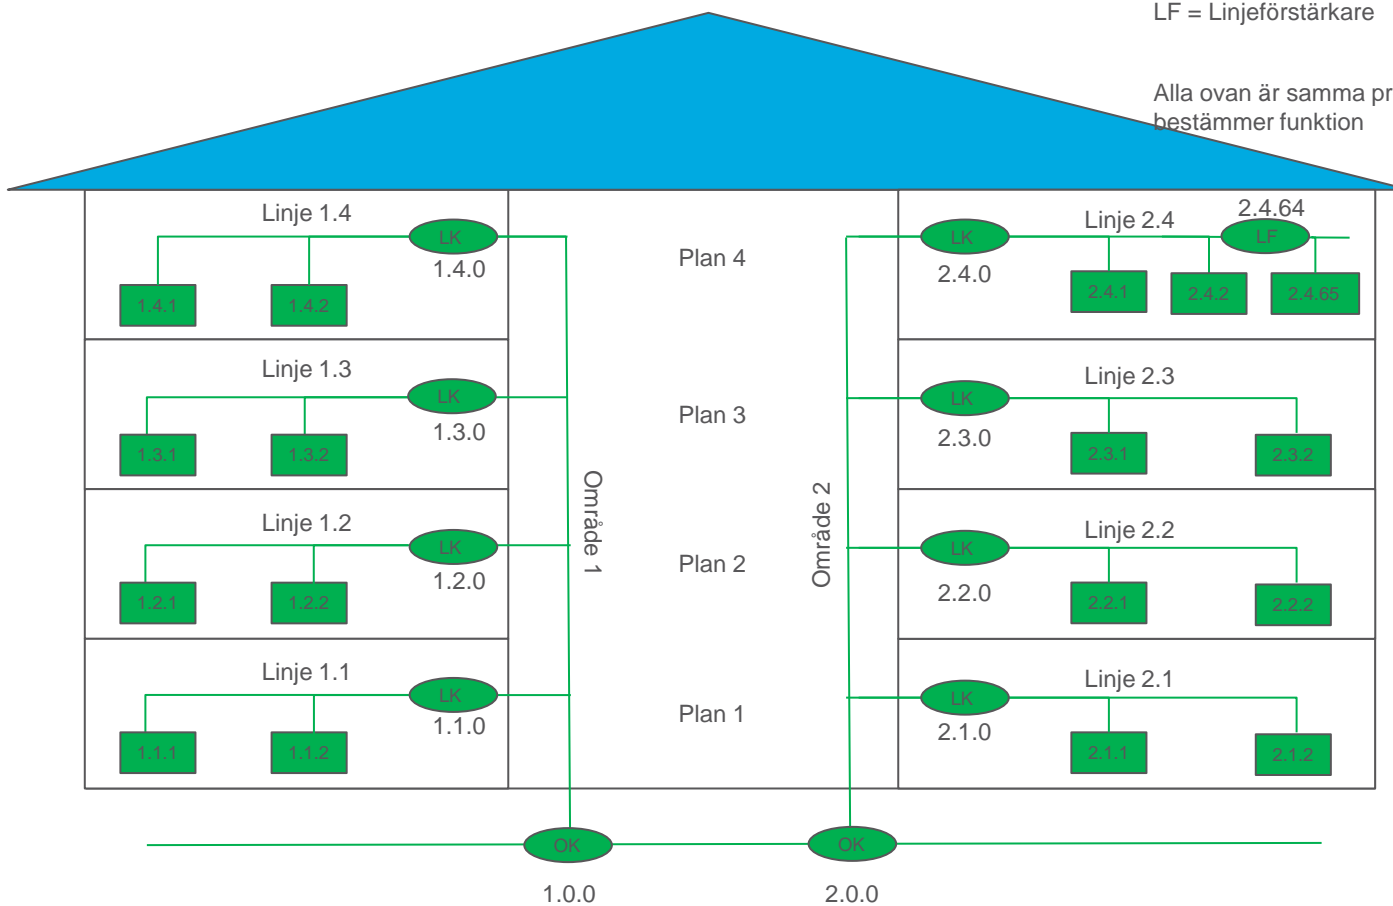 LF = Linjeförstärkare
Alla ovan är samma pr
bestämmer funktion
Linje 1.4
LK
1.4.0
1.4.1
1.4.2
Plan 4
LK
2.4.0
Linje 2.4
2.4.64
LF
2.4.1
2.4.2
2.4.65
Linje 1.3
LK
1.3.0
1.3.1
1.3.2
Plan 3
LK
2.3.0
Linje 2.3
2.3.1
2.3.2
Område 1
Område 2
Linje 1.2
LK
1.2.0
1.2.1
1.2.2
Plan 2
LK
2.2.0
Linje 2.2
2.2.1
2.2.2
Linje 1.1
LK
1.1.0
1.1.1
1.1.2
Plan 1
LK
2.1.0
Linje 2.1
2.1.1
2.1.2
OK
OK
1.0.0
2.0.0